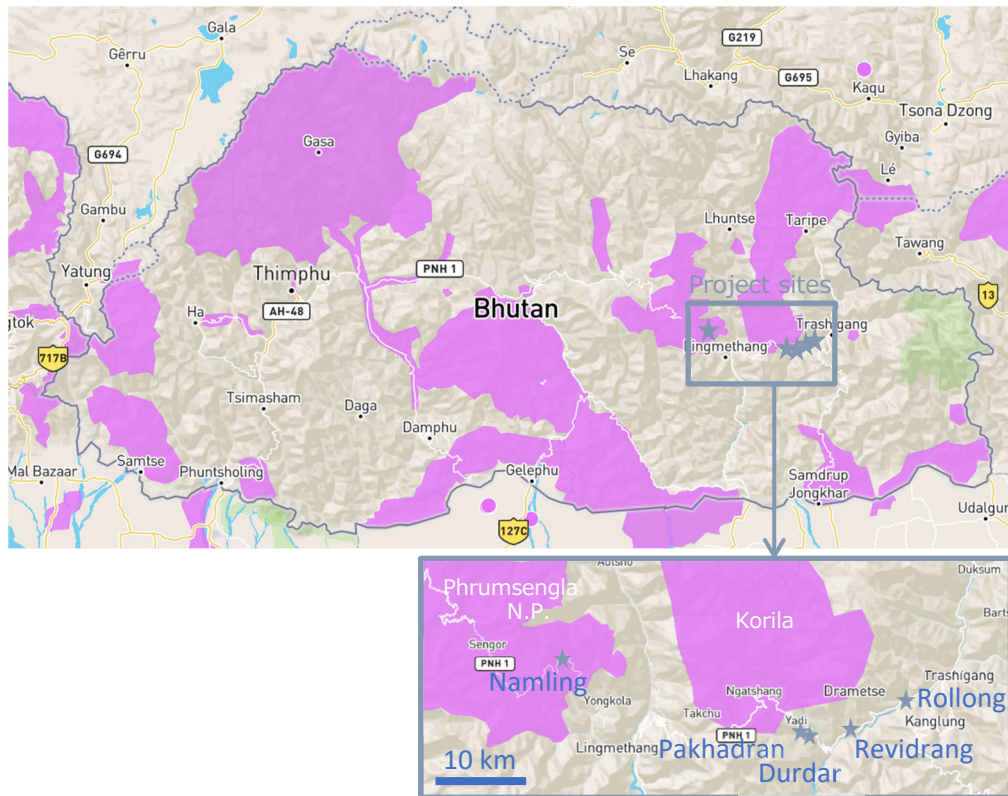 Gala
Gêrru
G219
Se
Lhakang
G695
Kaqu
Tsona Dzong
Gyiba
Lé
G694
Gasa
Gambu
Lhuntse
Taripe
Tawang
Yatung
Thimphu
PNH 1
Ha
AH-48
Bhutan
Project sites
13
gtok
717B
Trashigang
Lingmethang
Tsimasham
Daga
Damphu
Mal Bazaar
Samtse
Phuntsholing
Gelephu
Samdrup
Jongkhar
127C
Udalgur
Autsho
Duksum
Phrumsengla
N.P.
Korila
Barts
Sengor
PNH 1
Namling
Yongkola
Ngatshang
Drametse
Trashigang
Rollong
Takchu
Yadi
Kanglung
PNH 1
Lingmethang
Pakhadran
Revidrang
Durdar
10 km